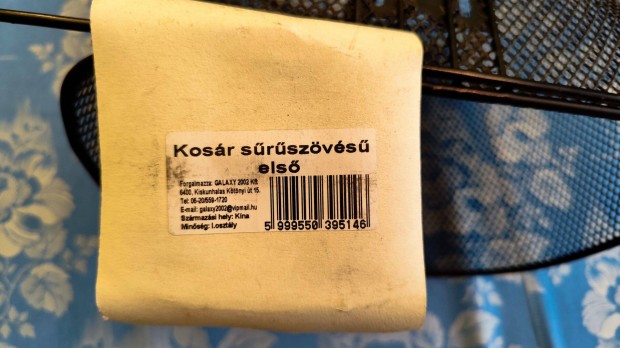 Kosár sűrűszövésű
első
Forgalmazza: GALAXY 2002 Kft.
6400, Kiskunhalas Kötönyi út 15.
Tel: 06-20/559-1720
E-mail: galaxy2002@vipmail.hu
Származási hely: Kína
Minőség: I.osztály
5 999550 395146